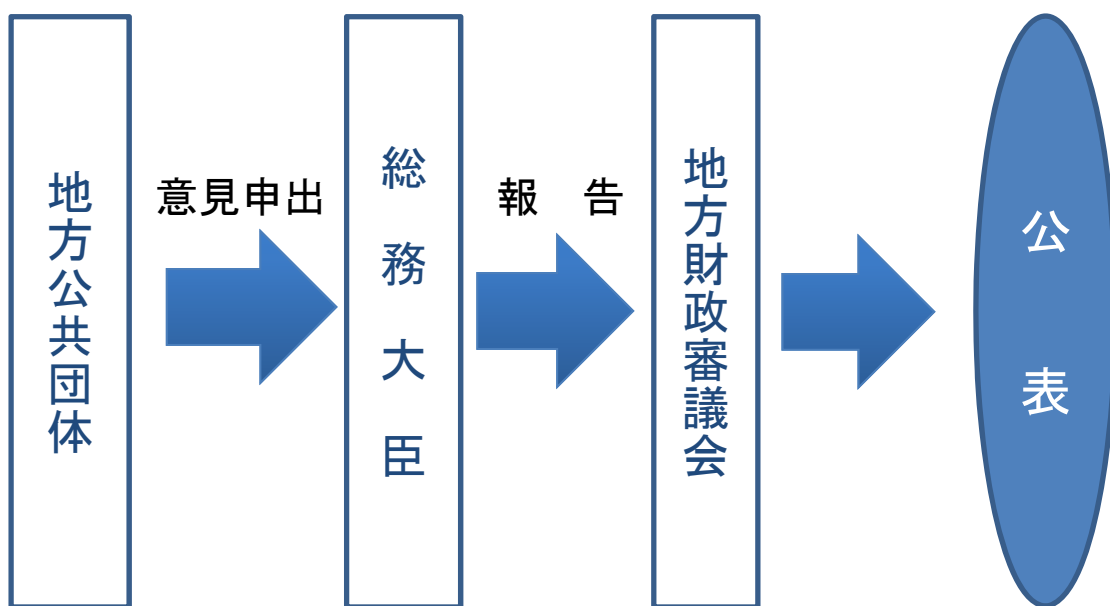 地方公共団体
意見申出
総務大臣
報　告
地方財政審議会
公表